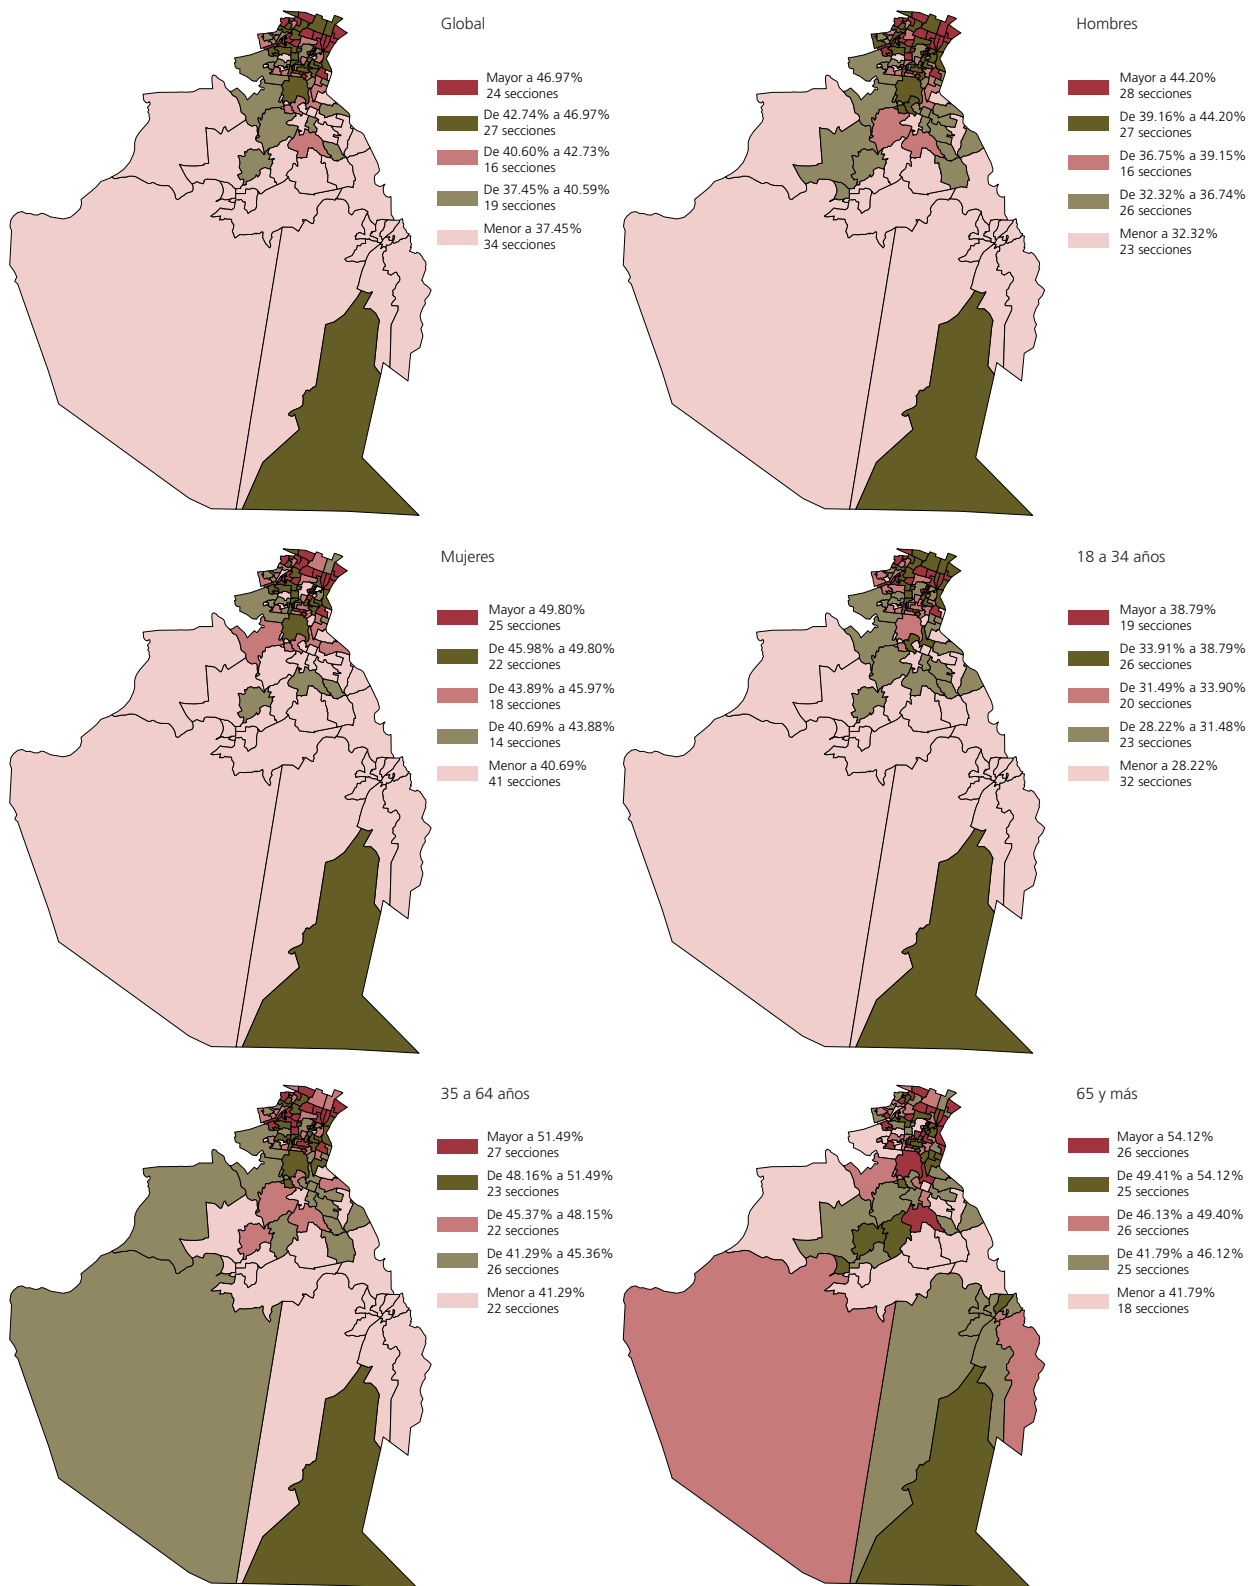 Global
Mayor a 46.97%
24 secciones
De 42.74% a 46.97%
27 secciones
De 40.60% a 42.73%
16 secciones
De 37.45% a 40.59%
19 secciones
Menor a 37.45%
34 secciones
Hombres
Mayor a 44.20%
28 secciones
De 39.16% a 44.20%
27 secciones
De 36.75% a 39.15%
16 secciones
De 32.32% a 36.74%
26 secciones
Menor a 32.32%
23 secciones
Mujeres
Mayor a 49.80%
25 secciones
De 45.98% a 49.80%
22 secciones
De 43.89% a 45.97%
18 secciones
De 40.69% a 43.88%
14 secciones
Menor a 40.69%
41 secciones
18 a 34 años
Mayor a 38.79%
19 secciones
De 33.91% a 38.79%
26 secciones
De 31.49% a 33.90%
20 secciones
De 28.22% a 31.48%
23 secciones
Menor a 28.22%
32 secciones
35 a 64 años
Mayor a 51.49%
27 secciones
De 48.16% a 51.49%
23 secciones
De 45.37% a 48.15%
22 secciones
De 41.29% a 45.36%
26 secciones
Menor a 41.29%
22 secciones
65 y más
Mayor a 54.12%
26 secciones
De 49.41% a 54.12%
25 secciones
De 46.13% a 49.40%
26 secciones
De 41.79% a 46.12%
25 secciones
Menor a 41.79%
18 secciones